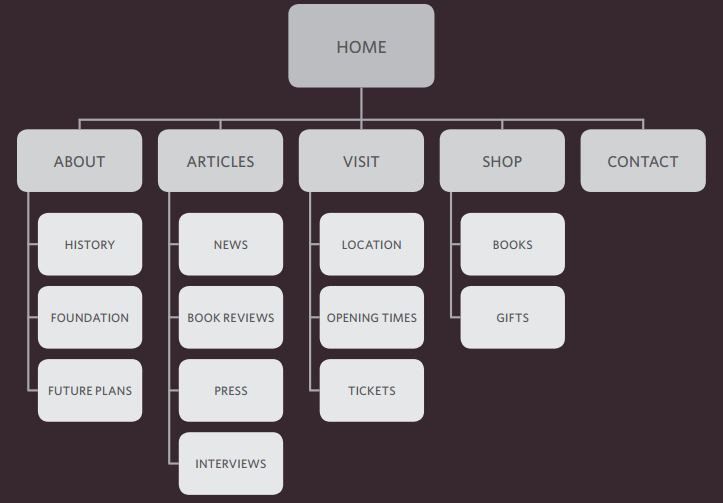 HOME
ABOUT
ARTICLES
VISIT
SHOP
CONTACT
HISTORY
NEWS
LOCATION
BOOKS
FOUNDATION
BOOK REVIEWS
OPENING TIMES
GIFTS
FUTURE PLANS
PRESS
TICKETS
INTERVIEWS